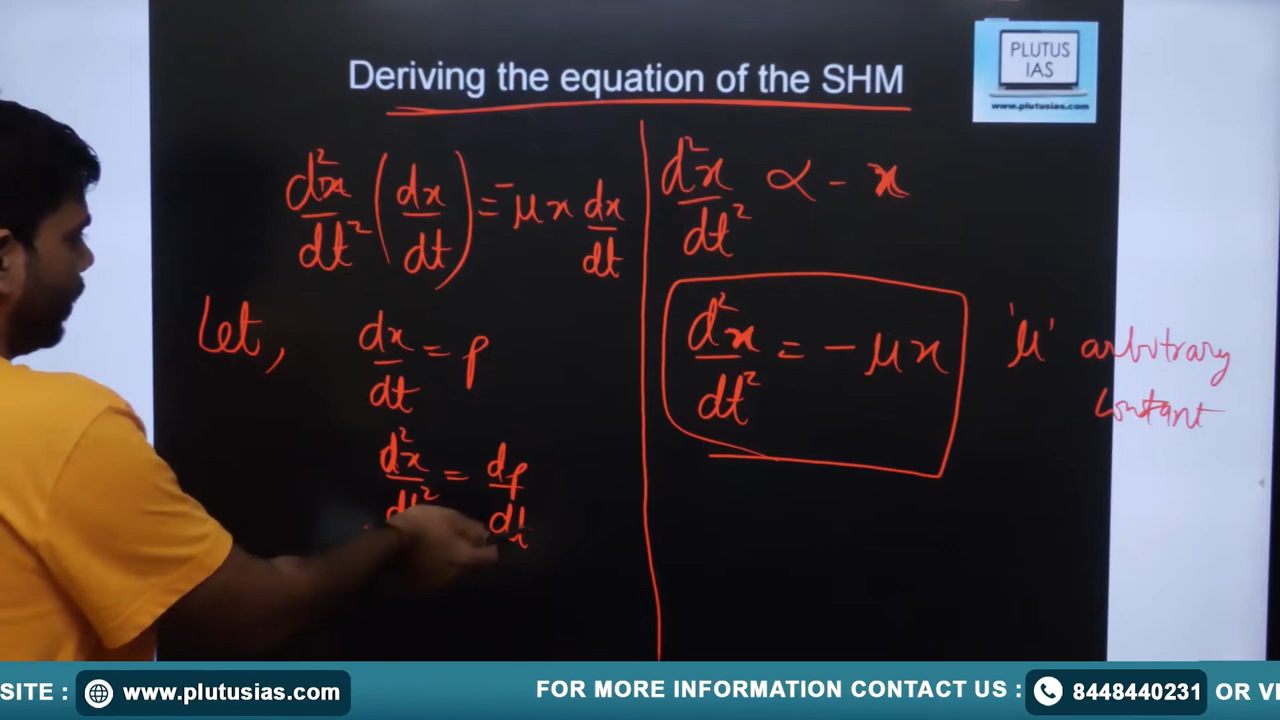 Deriving the equation of the SHM
PLUTUS
IAS
www.plutusias.com
d²x/dt² (dx/dt) = -μx dx/dt
Let, dx/dt = p
d²x/dt² = dp/dt
d²x/dt² ∝ - x
d²x/dt² = - μx
'μ' arbitrary
constant
SITE : www.plutusias.com
FOR MORE INFORMATION CONTACT US : 8448440231 OR VI